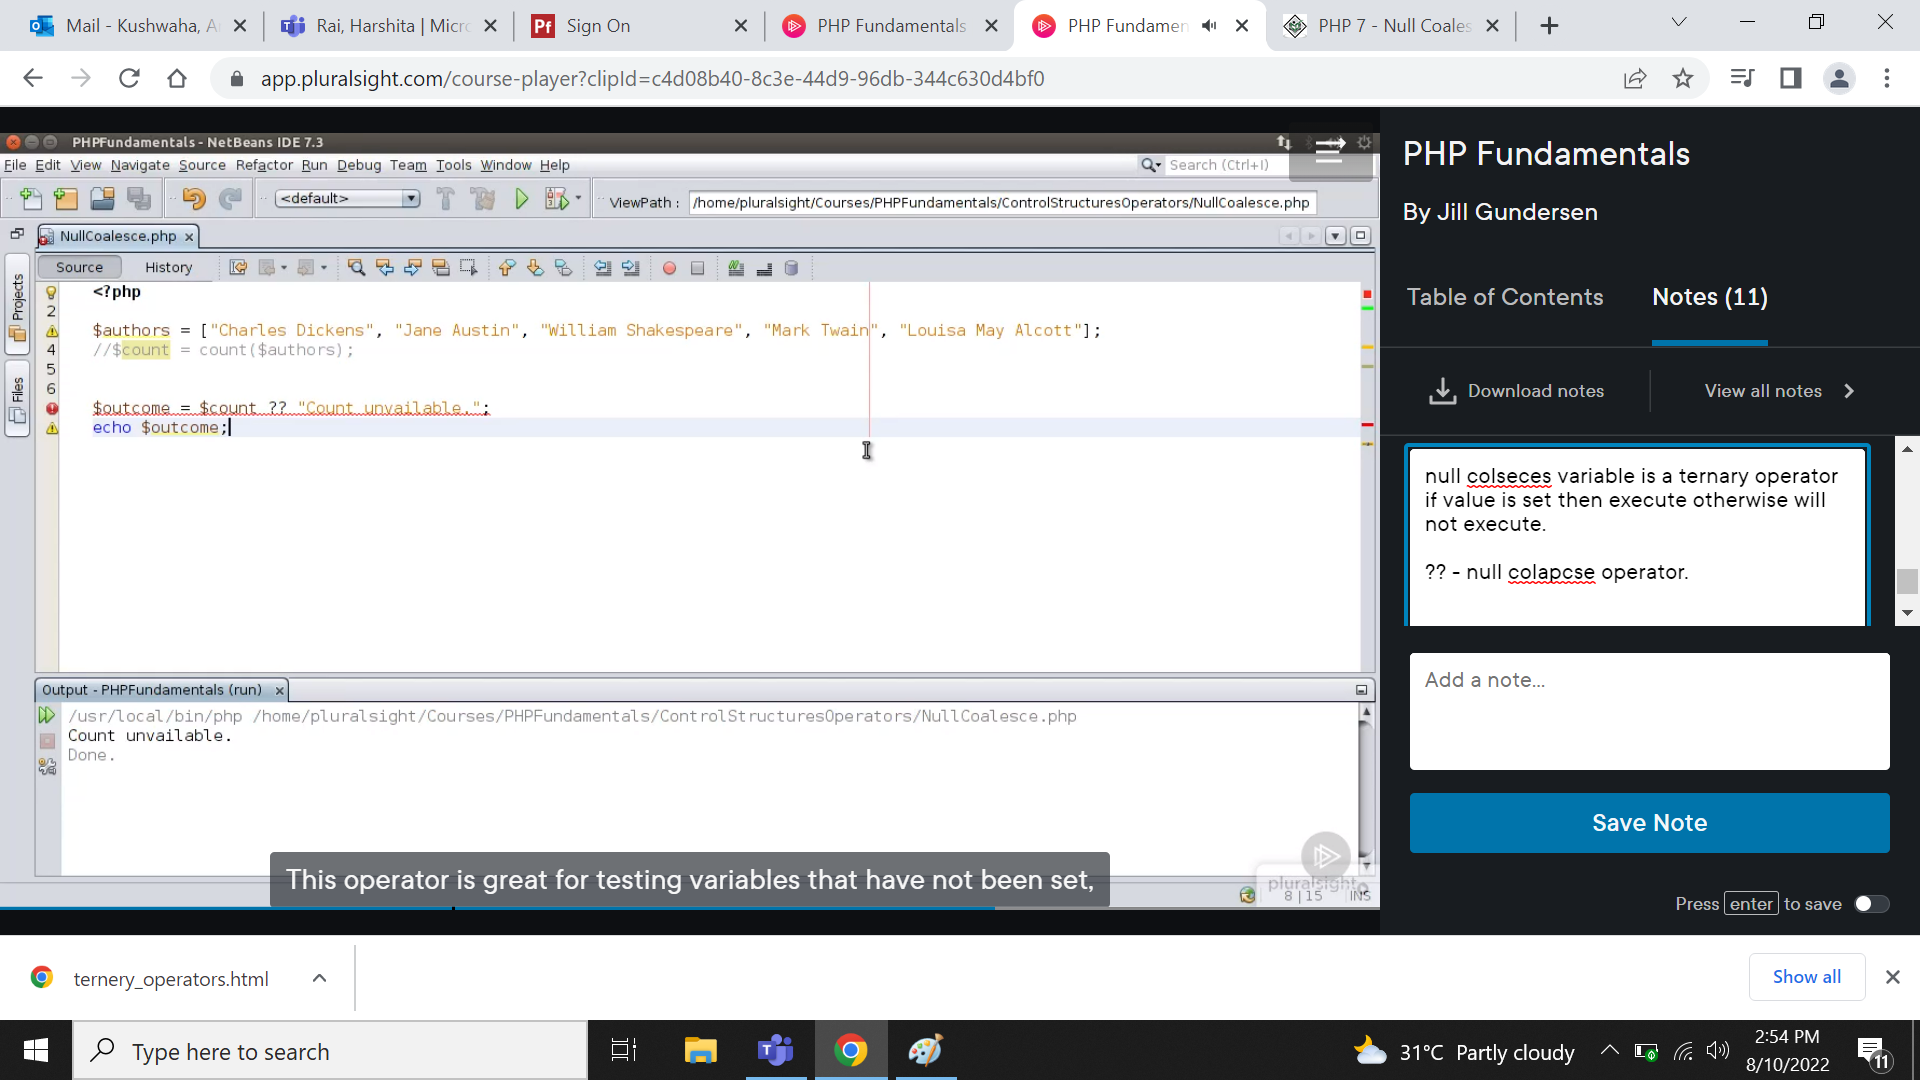 Mail - Kushwaha, A
Rai, Harshita | Micro
Sign On
PHP Fundamentals
PHP Fundamen
PHP 7 - Null Coales
app.pluralsight.com/course-player?clipId=c4d08b40-8c3e-44d9-96db-344c630d4bf0
PHPFundamentals - NetBeans IDE 7.3
File Edit View Navigate Source Refactor Run Debug Team Tools Window Help
Search (Ctrl+I)
<default>
ViewPath : /home/pluralsight/Courses/PHPFundamentals/ControlStructuresOperators/NullCoalesce.php
NullCoalesce.php
Source History
Projects
Files
<?php
2
$authors = ["Charles Dickens", "Jane Austin", "William Shakespeare", "Mark Twain", "Louisa May Alcott"];
4 //$count = count($authors);
5
6
$outcome = $count ?? "Count unvailable.";
echo $outcome;
Output - PHPFundamentals (run)
/usr/local/bin/php /home/pluralsight/Courses/PHPFundamentals/ControlStructuresOperators/NullCoalesce.php
Count unvailable.
Done.
This operator is great for testing variables that have not been set,
pluralsight
8 | 15 INS
PHP Fundamentals
By Jill Gundersen
Table of Contents
Notes (11)
Download notes
View all notes
null colseces variable is a ternary operator
if value is set then execute otherwise will
not execute.
?? - null colapcse operator.
Add a note...
Save Note
Press enter to save
ternery_operators.html
Show all
Type here to search
31°C Partly cloudy
2:54 PM
8/10/2022
11